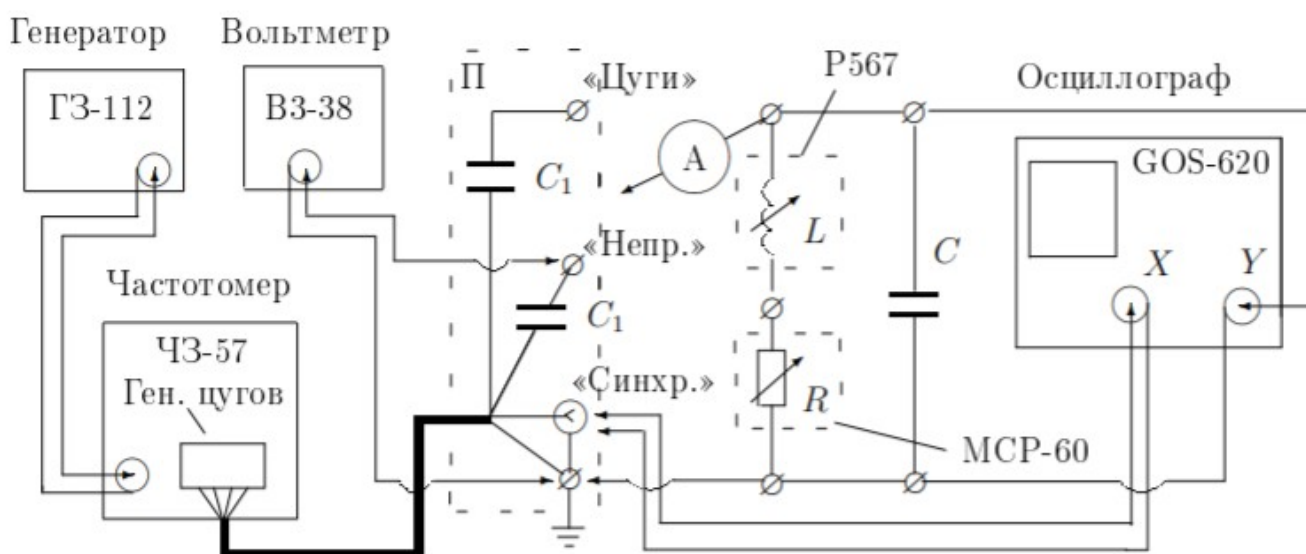 Генератор
ГЗ-112
Вольтметр
ВЗ-38
П
«Цуги»
C₁
«Непр.»
C₁
«Синхр.»
А
Р567
L
R
МСР-60
C
Осциллограф
GOS-620
X
Y
Частотомер
ЧЗ-57
Ген. цугов